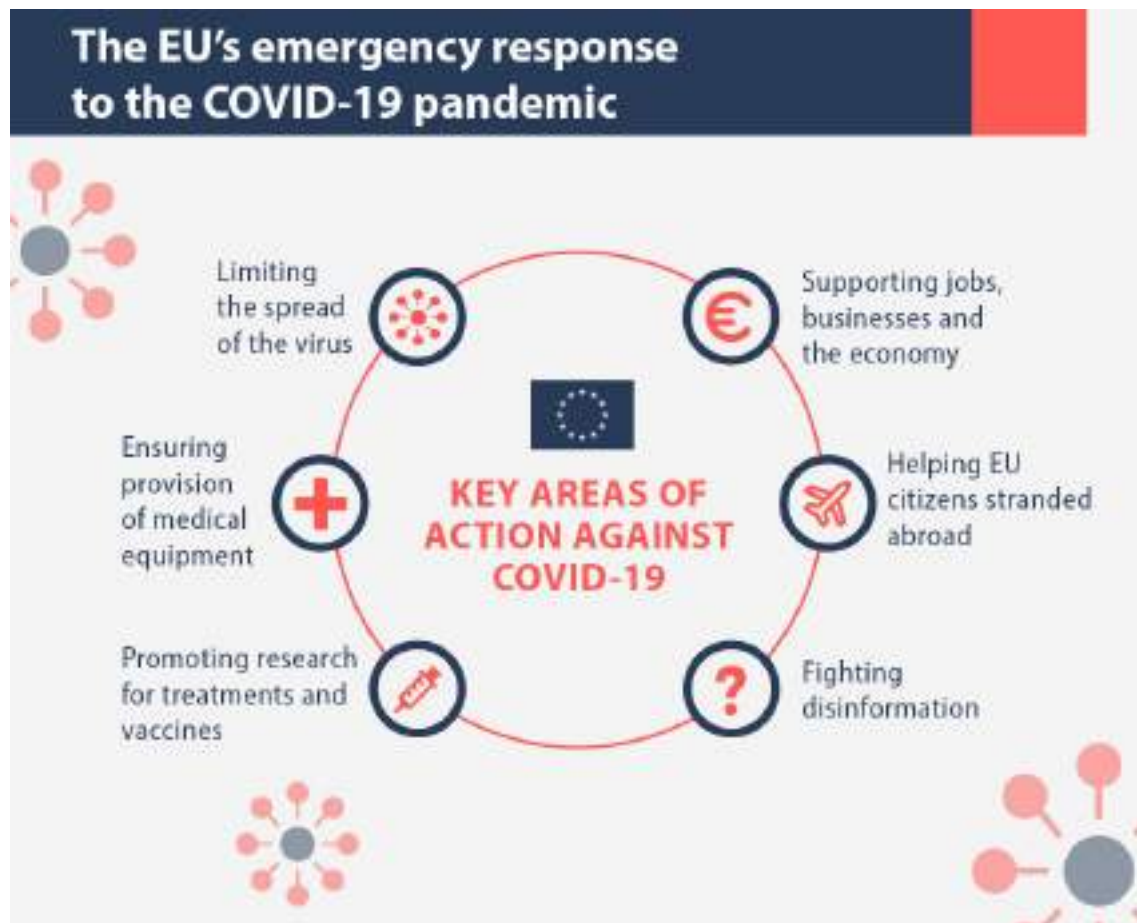 The EU's emergency response
to the COVID-19 pandemic
Limiting
the spread
of the virus
Supporting jobs,
businesses and
the economy
Ensuring
provision
of medical
equipment
KEY AREAS OF
ACTION AGAINST
COVID-19
Helping EU
citizens stranded
abroad
Promoting research
for treatments and
vaccines
Fighting
disinformation